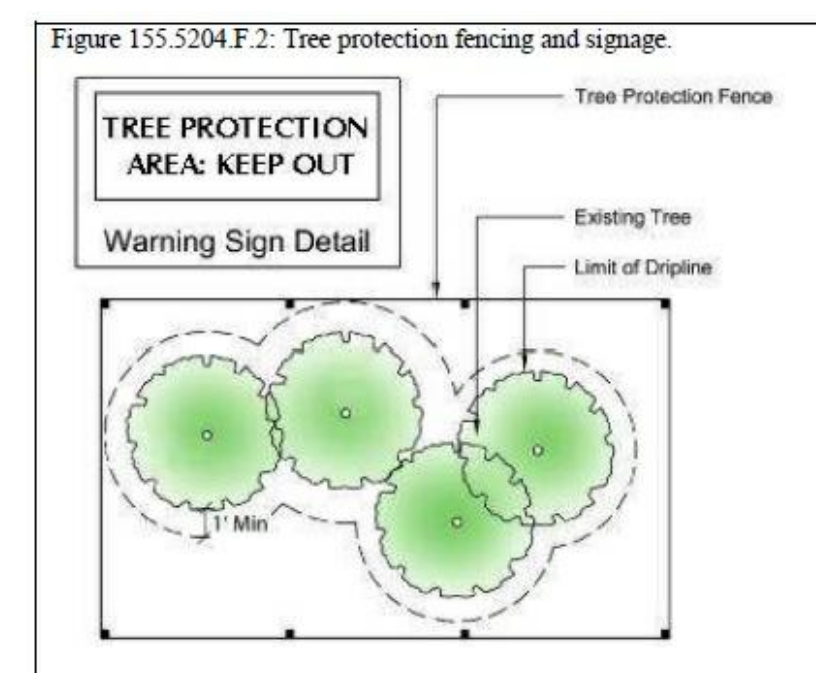 Figure 155.5204.F.2: Tree protection fencing and signage.
TREE PROTECTION
AREA: KEEP OUT
Warning Sign Detail
Tree Protection Fence
Existing Tree
Limit of Dripline
1' Min